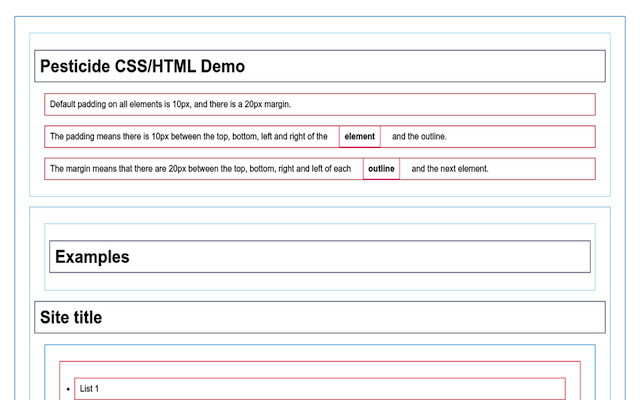 Pesticide CSS/HTML Demo
Default padding on all elements is 10px, and there is a 20px margin.
The padding means there is 10px between the top, bottom, left and right of the element and the outline.
The margin means that there are 20px between the top, bottom, right and left of each outline and the next element.
Examples
Site title
• List 1